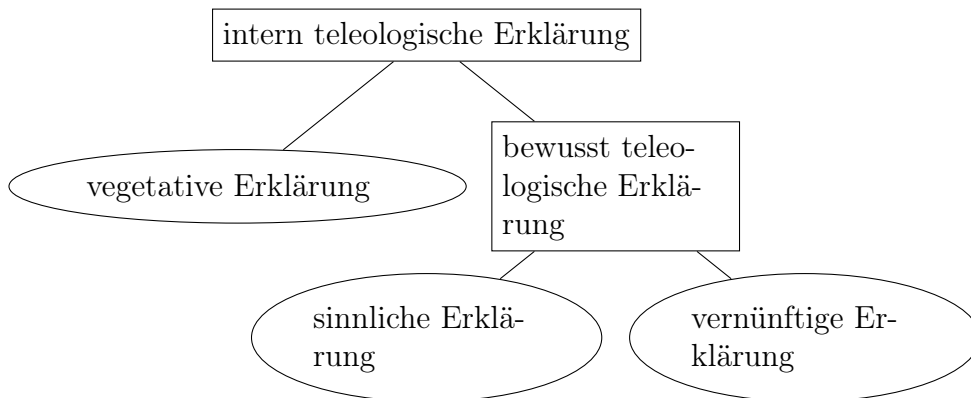 intern teleologische Erklärung
vegetative Erklärung
bewusst teleo-
logische Erklä-
rung
sinnliche Erklä-
rung
vernünftige Er-
klärung